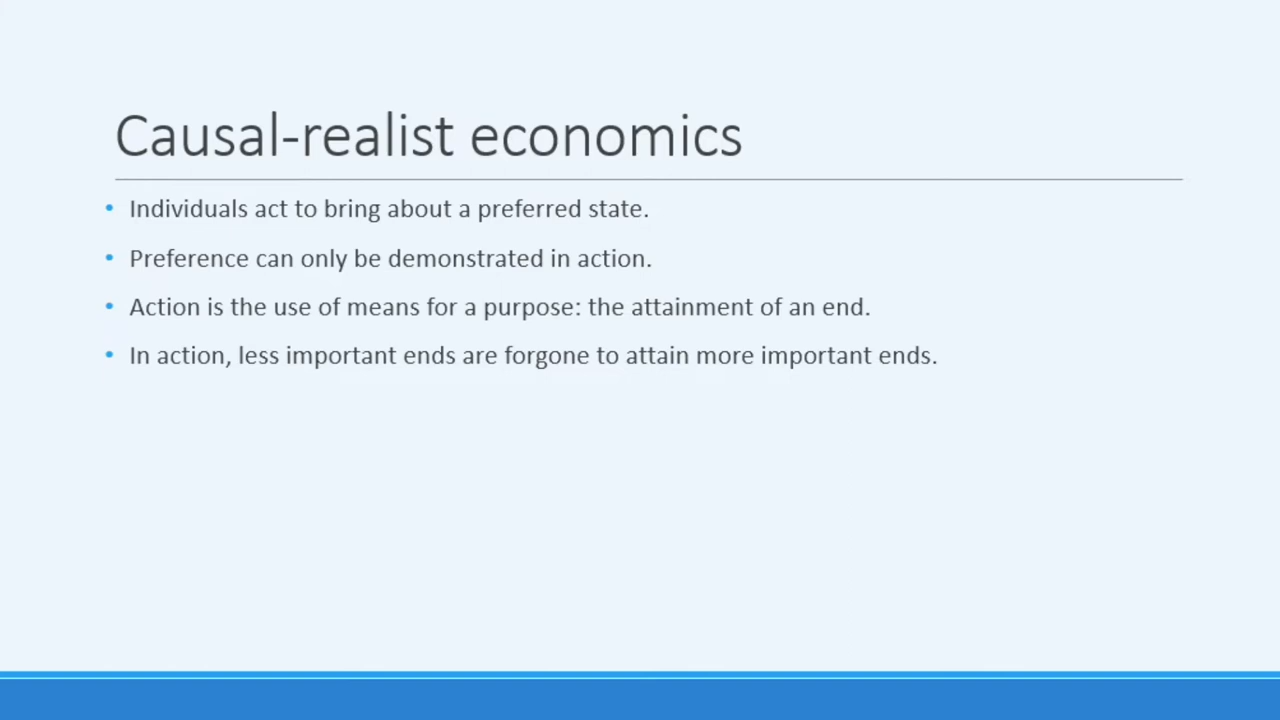 Causal-realist economics
• Individuals act to bring about a preferred state.
• Preference can only be demonstrated in action.
• Action is the use of means for a purpose: the attainment of an end.
• In action, less important ends are forgone to attain more important ends.